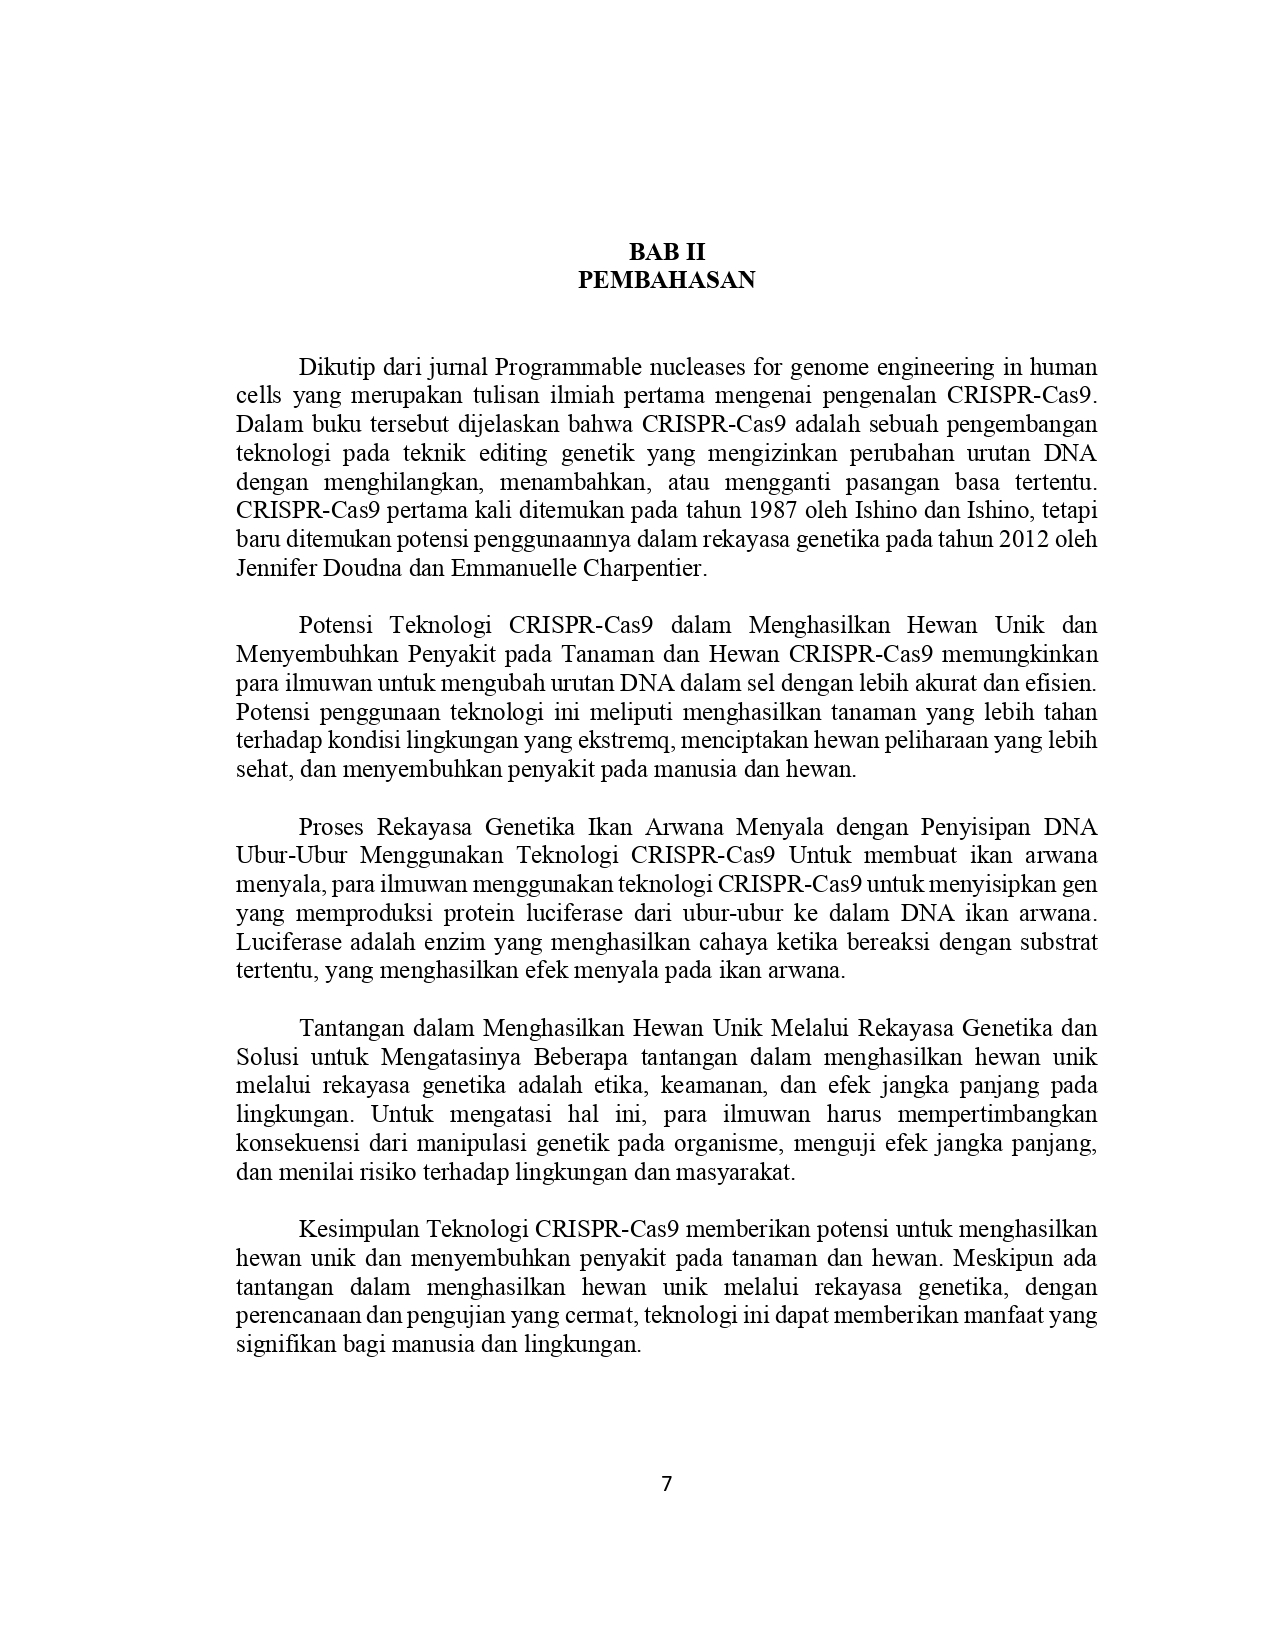 BAB II
PEMBAHASAN
Dikutip dari jurnal Programmable nucleases for genome engineering in human
cells yang merupakan tulisan ilmiah pertama mengenai pengenalan CRISPR-Cas9.
Dalam buku tersebut dijelaskan bahwa CRISPR-Cas9 adalah sebuah pengembangan
teknologi pada teknik editing genetik yang mengizinkan perubahan urutan DNA
dengan menghilangkan, menambahkan, atau mengganti pasangan basa tertentu.
CRISPR-Cas9 pertama kali ditemukan pada tahun 1987 oleh Ishino dan Ishino, tetapi
baru ditemukan potensi penggunaannya dalam rekayasa genetika pada tahun 2012 oleh
Jennifer Doudna dan Emmanuelle Charpentier.
Potensi Teknologi CRISPR-Cas9 dalam Menghasilkan Hewan Unik dan
Menyembuhkan Penyakit pada Tanaman dan Hewan CRISPR-Cas9 memungkinkan
para ilmuwan untuk mengubah urutan DNA dalam sel dengan lebih akurat dan efisien.
Potensi penggunaan teknologi ini meliputi menghasilkan tanaman yang lebih tahan
terhadap kondisi lingkungan yang ekstremq, menciptakan hewan peliharaan yang lebih
sehat, dan menyembuhkan penyakit pada manusia dan hewan.
Proses Rekayasa Genetika Ikan Arwana Menyala dengan Penyisipan DNA
Ubur-Ubur Menggunakan Teknologi CRISPR-Cas9 Untuk membuat ikan arwana
menyala, para ilmuwan menggunakan teknologi CRISPR-Cas9 untuk menyisipkan gen
yang memproduksi protein luciferase dari ubur-ubur ke dalam DNA ikan arwana.
Luciferase adalah enzim yang menghasilkan cahaya ketika bereaksi dengan substrat
tertentu, yang menghasilkan efek menyala pada ikan arwana.
Tantangan dalam Menghasilkan Hewan Unik Melalui Rekayasa Genetika dan
Solusi untuk Mengatasinya Beberapa tantangan dalam menghasilkan hewan unik
melalui rekayasa genetika adalah etika, keamanan, dan efek jangka panjang pada
lingkungan. Untuk mengatasi hal ini, para ilmuwan harus mempertimbangkan
konsekuensi dari manipulasi genetik pada organisme, menguji efek jangka panjang,
dan menilai risiko terhadap lingkungan dan masyarakat.
Kesimpulan Teknologi CRISPR-Cas9 memberikan potensi untuk menghasilkan
hewan unik dan menyembuhkan penyakit pada tanaman dan hewan. Meskipun ada
tantangan dalam menghasilkan hewan unik melalui rekayasa genetika, dengan
perencanaan dan pengujian yang cermat, teknologi ini dapat memberikan manfaat yang
signifikan bagi manusia dan lingkungan.
7